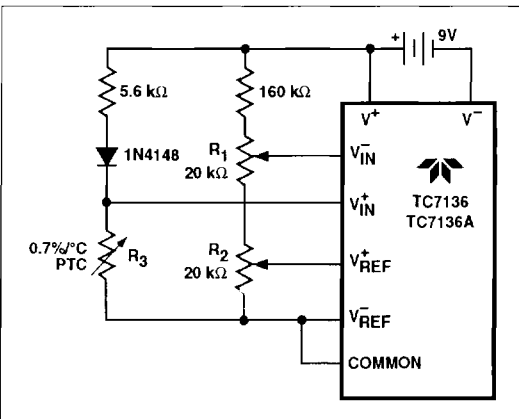 + 9V
5.6 kΩ
160 kΩ
V+
V−
1N4148
R1
20 kΩ
V−IN
V+IN
TC7136
TC7136A
0.7%/°C
PTC
R3
R2
20 kΩ
V+REF
V−REF
COMMON